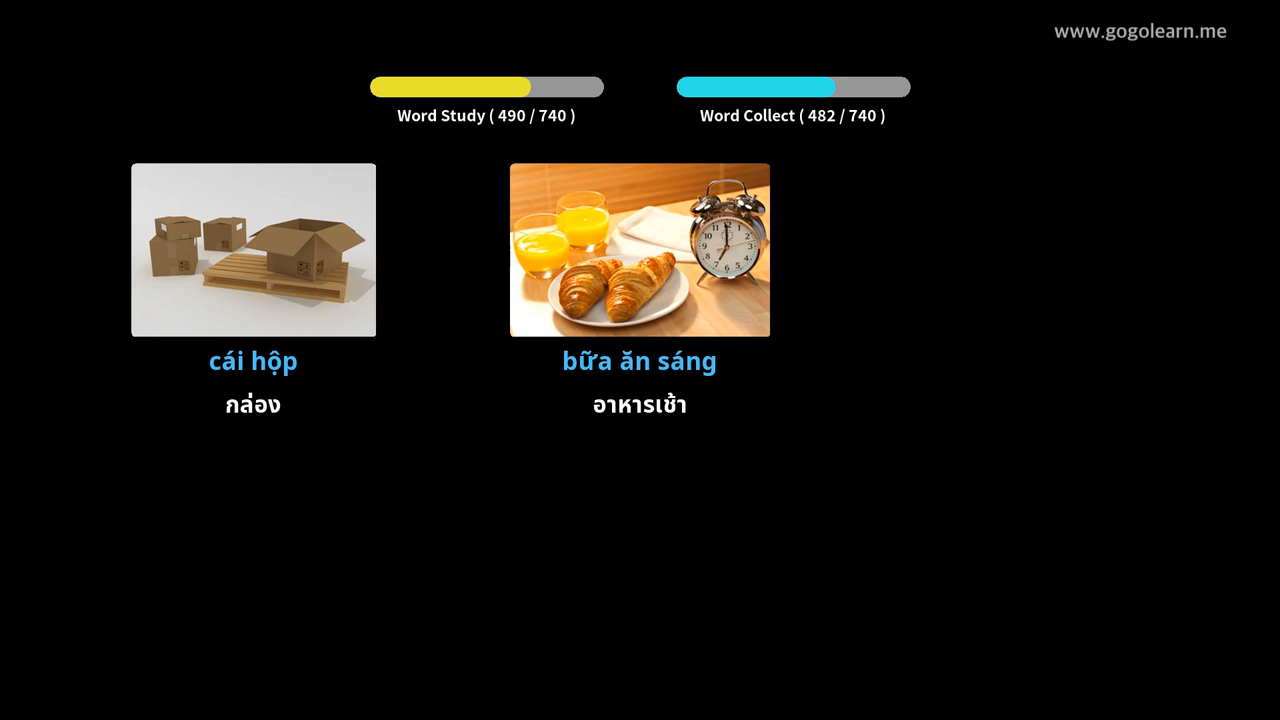 www.gogolearn.me
Word Study ( 490 / 740 )
Word Collect ( 482 / 740 )
cái hộp
กล่อง
bữa ăn sáng
อาหารเช้า